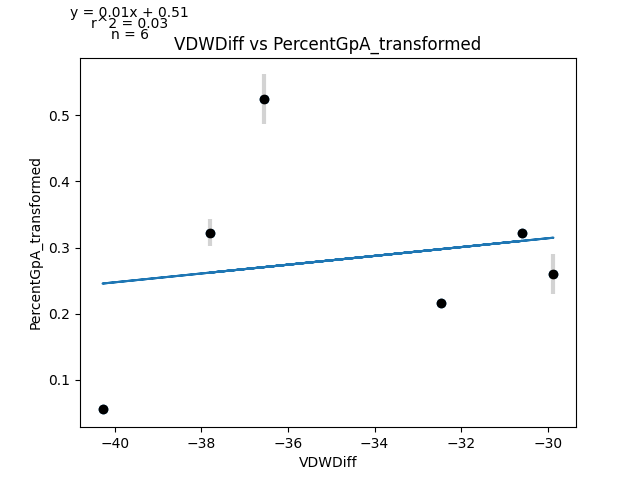 y = 0.01x + 0.51
r^2 = 0.03
n = 6
VDWDiff vs PercentGpA_transformed
PercentGpA_transformed
0.5
0.4
0.3
0.2
0.1
−40
−38
−36
−34
−32
−30
VDWDiff